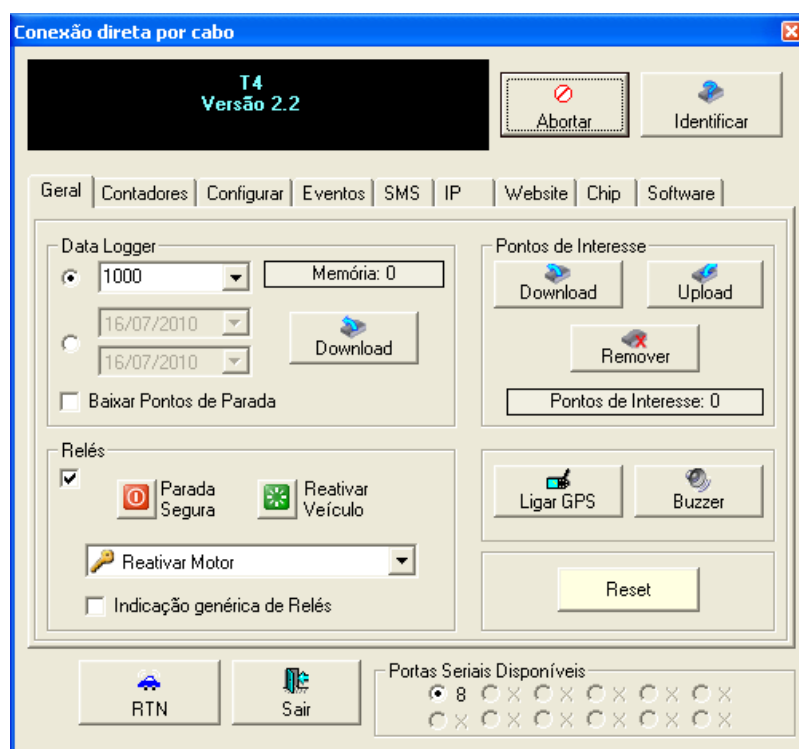 Conexão direta por cabo
T4
Versão 2.2
Abortar
Identificar
Geral
Contadores
Configurar
Eventos
SMS
IP
Website
Chip
Software
Data Logger
1000
Memória: 0
16/07/2010
16/07/2010
Download
Baixar Pontos de Parada
Pontos de Interesse
Download
Upload
Remover
Pontos de Interesse: 0
Relés
Parada
Segura
Reativar
Veículo
Reativar Motor
Indicação genérica de Relés
Ligar GPS
Buzzer
Reset
RTN
Sair
Portas Seriais Disponíveis
8 X X X X X
X X X X X X